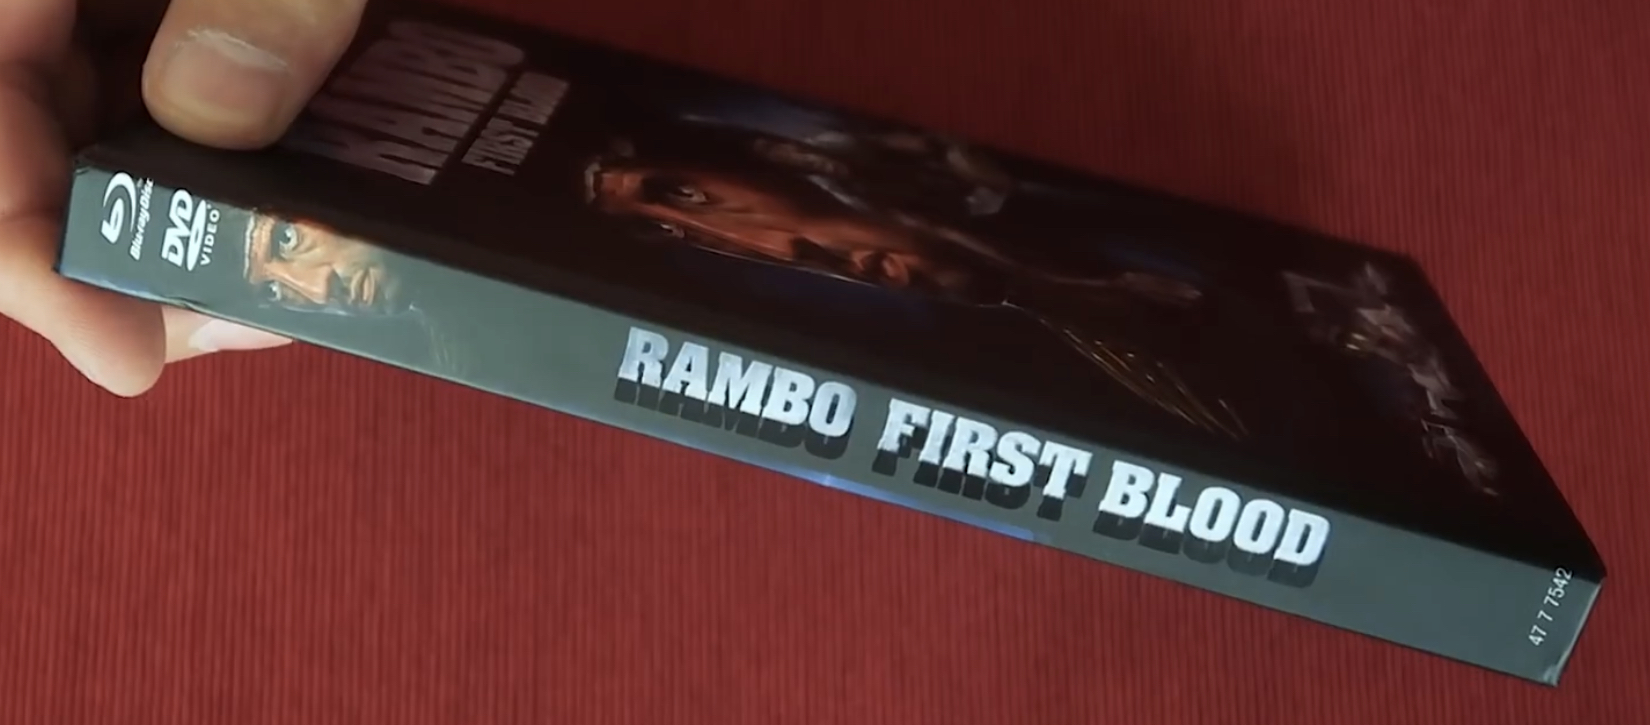 RAMBO
FIRST BLOOD
Blu-ray Disc
DVD
VIDEO
RAMBO FIRST BLOOD
47 7 7542